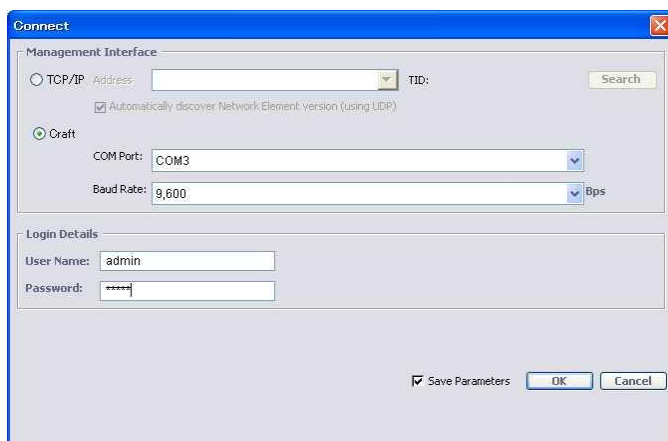 Connect
Management Interface
TCP/IP Address TID: Search
Automatically discover Network Element version (using UDP)
Craft
COM Port: COM3
Baud Rate: 9,600 Bps
Login Details
User Name: admin
Password: *****
Save Parameters OK Cancel